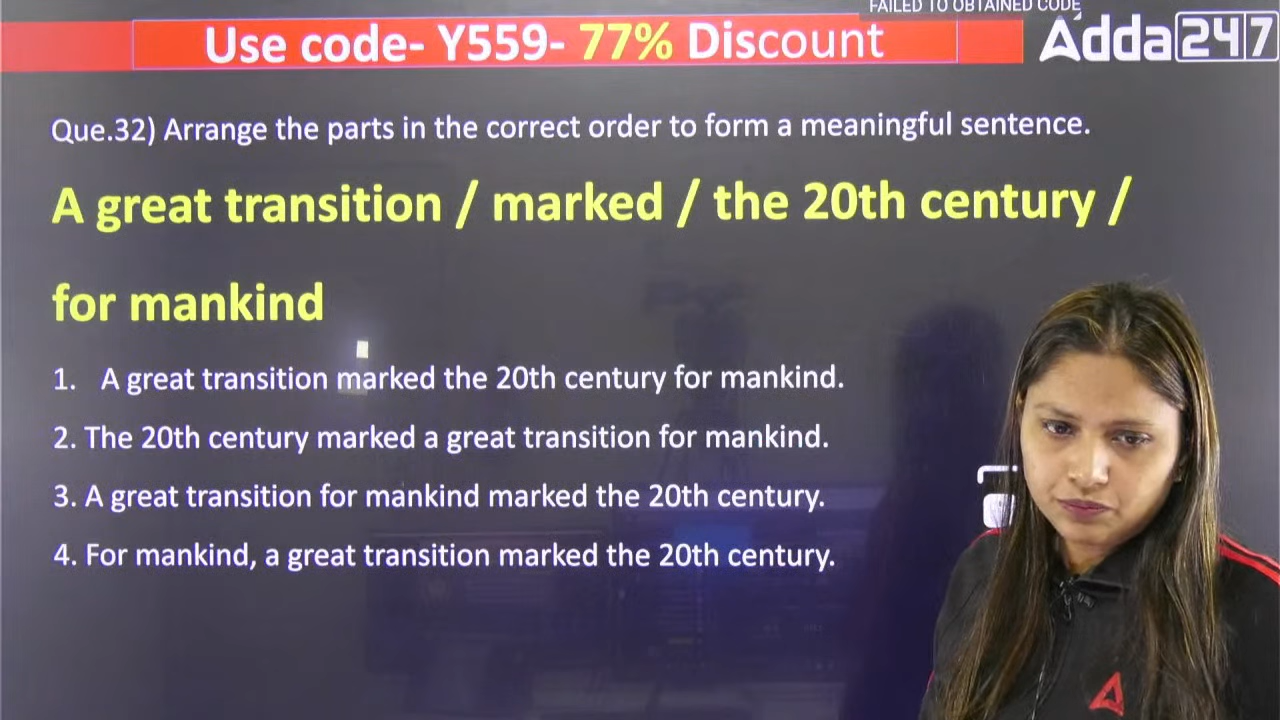 FAILED TO OBTAINED CODE
Use code- Y559- 77% Discount
Adda 247
Que.32) Arrange the parts in the correct order to form a meaningful sentence.
A great transition / marked / the 20th century /
for mankind
1. A great transition marked the 20th century for mankind.
2. The 20th century marked a great transition for mankind.
3. A great transition for mankind marked the 20th century.
4. For mankind, a great transition marked the 20th century.